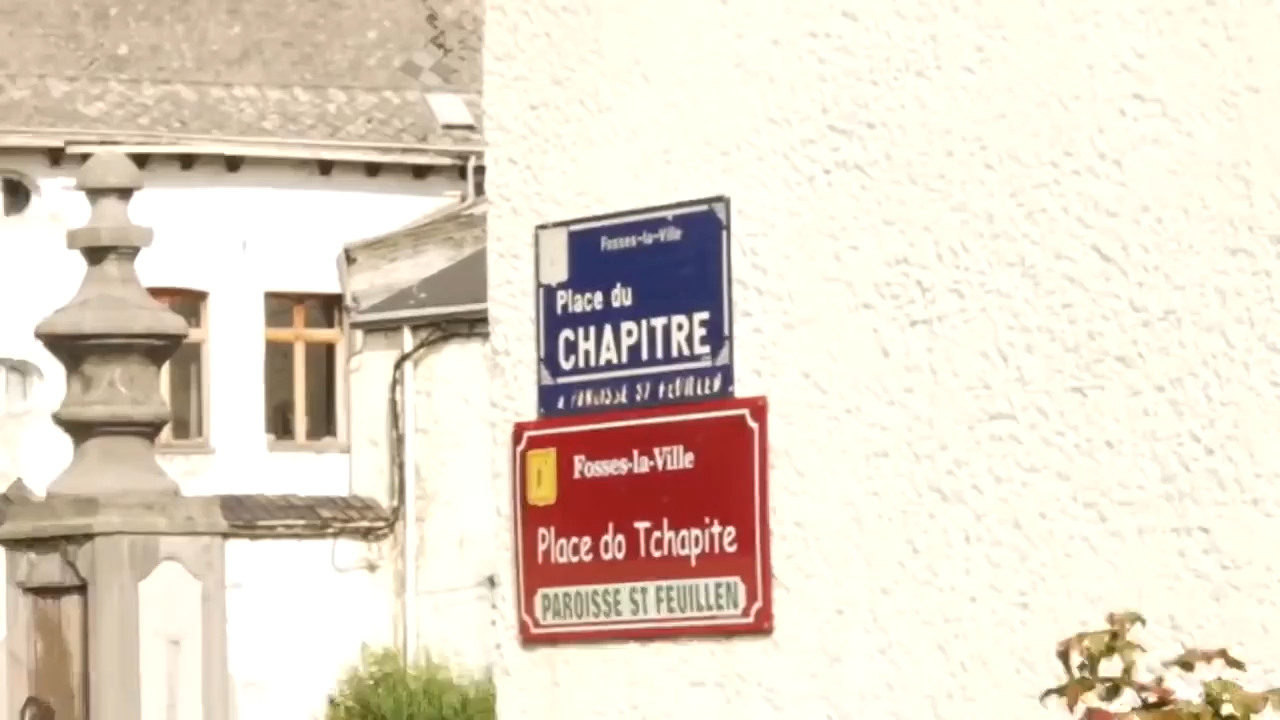 Fosses-la-Ville
Place du
CHAPITRE
PAROISSE ST FEUILLEN
Fosses-la-Ville
Place do Tchapite
PAROISSE ST FEUILLEN